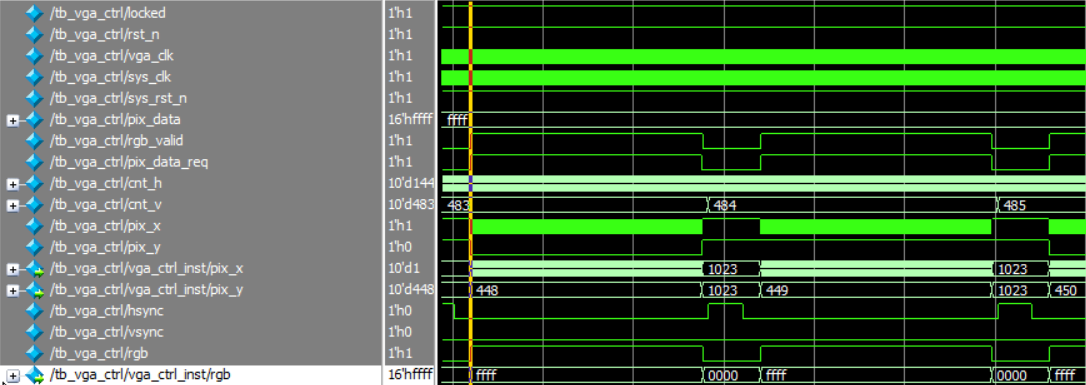 /tb_vga_ctrl/locked 1'h1
/tb_vga_ctrl/rst_n 1'h1
/tb_vga_ctrl/vga_clk 1'h1
/tb_vga_ctrl/sys_clk 1'h1
/tb_vga_ctrl/sys_rst_n 1'h1
/tb_vga_ctrl/pix_data 16'hffff ffff
/tb_vga_ctrl/rgb_valid 1'h1
/tb_vga_ctrl/pix_data_req 1'h1
/tb_vga_ctrl/cnt_h 10'd144
/tb_vga_ctrl/cnt_v 10'd483 483 484 485
/tb_vga_ctrl/pix_x 1'h1
/tb_vga_ctrl/pix_y 1'h0
/tb_vga_ctrl/vga_ctrl_inst/pix_x 10'd1 1023 1023
/tb_vga_ctrl/vga_ctrl_inst/pix_y 10'd448 448 1023 449 1023 450
/tb_vga_ctrl/hsync 1'h0
/tb_vga_ctrl/vsync 1'h0
/tb_vga_ctrl/rgb 1'h1
/tb_vga_ctrl/vga_ctrl_inst/rgb 16'hffff ffff 0000 ffff 0000 ffff